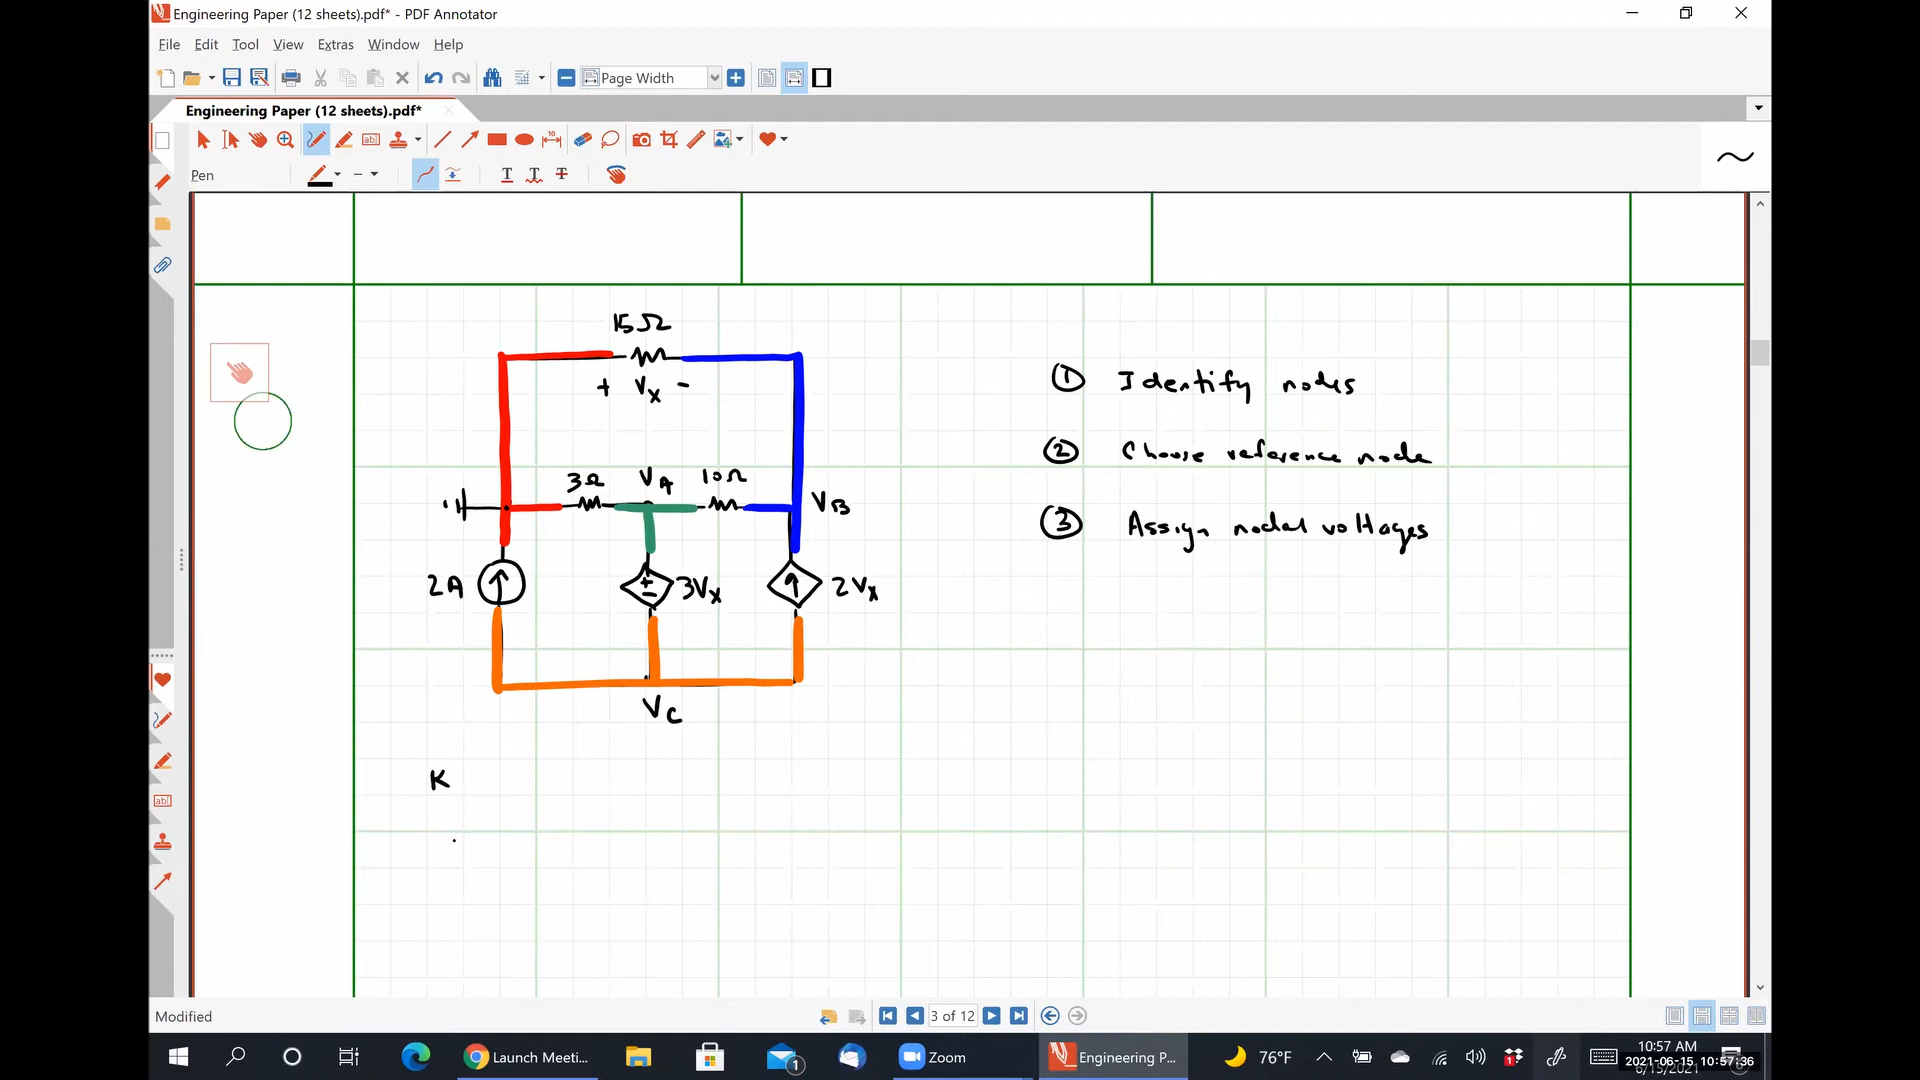 Engineering Paper (12 sheets).pdf* - PDF Annotator
File Edit Tool View Extras Window Help
Page Width
Engineering Paper (12 sheets).pdf*
Pen
15Ω
+ Vx -
① Identify nodes
② Choose reference node
3Ω VA 10Ω
VB
③ Assign nodal voltages
2A
3Vx
2Vx
VC
K
Modified
3 of 12
Launch Meeti...
Zoom
Engineering P...
76°F
10:57 AM
2021-06-15, 10:57:36
6/15/2021